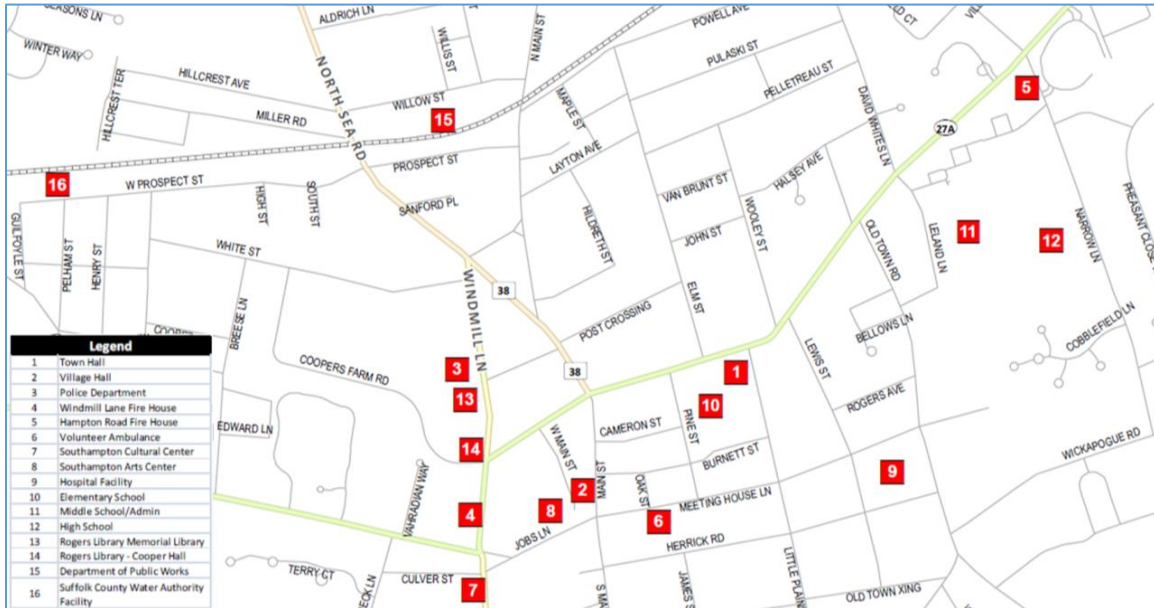 SEASONS LN
WINTER WAY
HILLCREST TER
HILLCREST AVE
MILLER RD
ALDRICH LN
WILLIS ST
WILLOW ST
N MAIN ST
NORTH SEA RD
15
16
W PROSPECT ST
PROSPECT ST
HIGH ST
SOUTH ST
SANFORD PL
GUILFOYLE ST
PELHAM ST
HENRY ST
WHITE ST
BREESE LN
MAPLE ST
LAYTON AVE
HILDRETH ST
POWELL AVE
PULASKI ST
PELLETREAU ST
VAN BRUNT ST
JOHN ST
ELM ST
WOOLEY ST
HALSEY AVE
DAVID WHITES LN
27A
5
OLD TOWN RD
LELAND LN
11
12
NARROW LN
PHEASANT CLOSE
COBBLEFIELD LN
BELLOWS LN
LEWIS ST
ROGERS AVE
WICKAPOGUE RD
WINDMILL LN
38
POST CROSSING
38
COOPERS FARM RD
3
13
14
1
10
EDWARD LN
VAHRADIAN WAY
4
W MAIN ST
CAMERON ST
PINE ST
BURNETT ST
MAIN ST
OAK ST
2
8
6
9
MEETING HOUSE LN
JOBS LN
HERRICK RD
TERRY CT
CULVER ST
7
JAMES S
LITTLE PLAINS
OLD TOWN XING
Legend
1 Town Hall
2 Village Hall
3 Police Department
4 Windmill Lane Fire House
5 Hampton Road Fire House
6 Volunteer Ambulance
7 Southampton Cultural Center
8 Southampton Arts Center
9 Hospital Facility
10 Elementary School
11 Middle School/Admin
12 High School
13 Rogers Library Memorial Library
14 Rogers Library - Cooper Hall
15 Department of Public Works
16 Suffolk County Water Authority
Facility